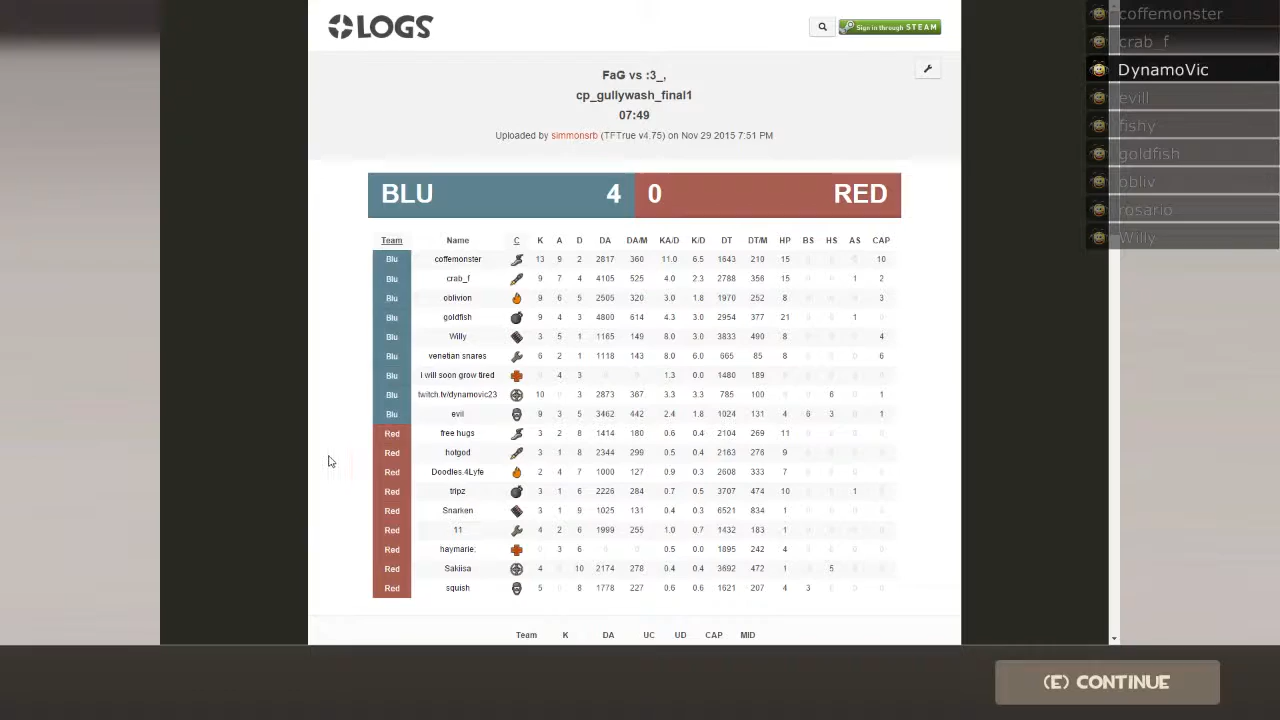 LOGS
Sign in through STEAM
FaG vs :3_,
cp_gullywash_final1
07:49
Uploaded by simmonsrb (TFTrue v4.75) on Nov 29 2015 7:51 PM
BLU 4 0 RED
Team Name C K A D DA DA/M KA/D K/D DT DT/M HP BS HS AS CAP
Blu coffemonster 13 9 2 2817 360 11.0 6.5 1643 210 15 10
Blu crab_f 9 7 4 4105 525 4.0 2.3 2788 356 15 1 2
Blu oblivion 9 6 5 2505 320 3.0 1.8 1970 252 8 3
Blu goldfish 9 4 3 4800 614 4.3 3.0 2954 377 21 1
Blu Willy 3 5 1 1165 149 8.0 3.0 3833 490 8 4
Blu venetian snares 6 2 1 1118 143 8.0 6.0 665 85 8 6
Blu i will soon grow tired 4 3 1.3 0.0 1480 189
Blu twitch.tv/dynamovic23 10 3 2873 367 3.3 3.3 785 100 6 1
Blu evil 9 3 5 3462 442 2.4 1.8 1024 131 4 6 3 1
Red free hugs 3 2 8 1414 180 0.6 0.4 2104 269 11
Red hotgod 3 1 8 2344 299 0.5 0.4 2163 276 9
Red Doodles.4Lyfe 2 4 7 1000 127 0.9 0.3 2608 333 7
Red tripz 3 1 6 2226 284 0.7 0.5 3707 474 10 1
Red Snarken 3 1 9 1025 131 0.4 0.3 6521 834 1
Red 11 4 2 6 1999 255 1.0 0.7 1432 183 1
Red haymarie. 3 6 0.5 0.0 1895 242 4
Red Sakiisa 4 10 2174 278 0.4 0.4 3692 472 1 5
Red squish 5 8 1778 227 0.6 0.6 1621 207 4 3
Team K DA UC UD CAP MID
coffemonster
crab_f
DynamoVic
evill
fishy
goldfish
obliv
rosario
Willy
(E) CONTINUE